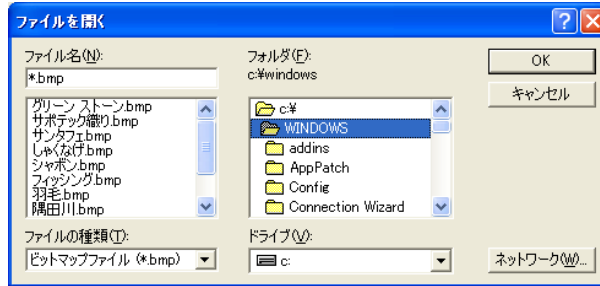 ファイルを開く
ファイル名(N):
*.bmp
グリーン ストーン.bmp
サポテック織り.bmp
サンタフェ.bmp
しゃくなげ.bmp
シャボン.bmp
フィッシング.bmp
羽毛.bmp
隅田川.bmp
ファイルの種類(T):
ビットマップファイル (*.bmp)
フォルダ(F):
c:¥windows
c:¥
WINDOWS
addins
AppPatch
Config
Connection Wizard
ドライブ(V):
c:
OK
キャンセル
ネットワーク(W)...